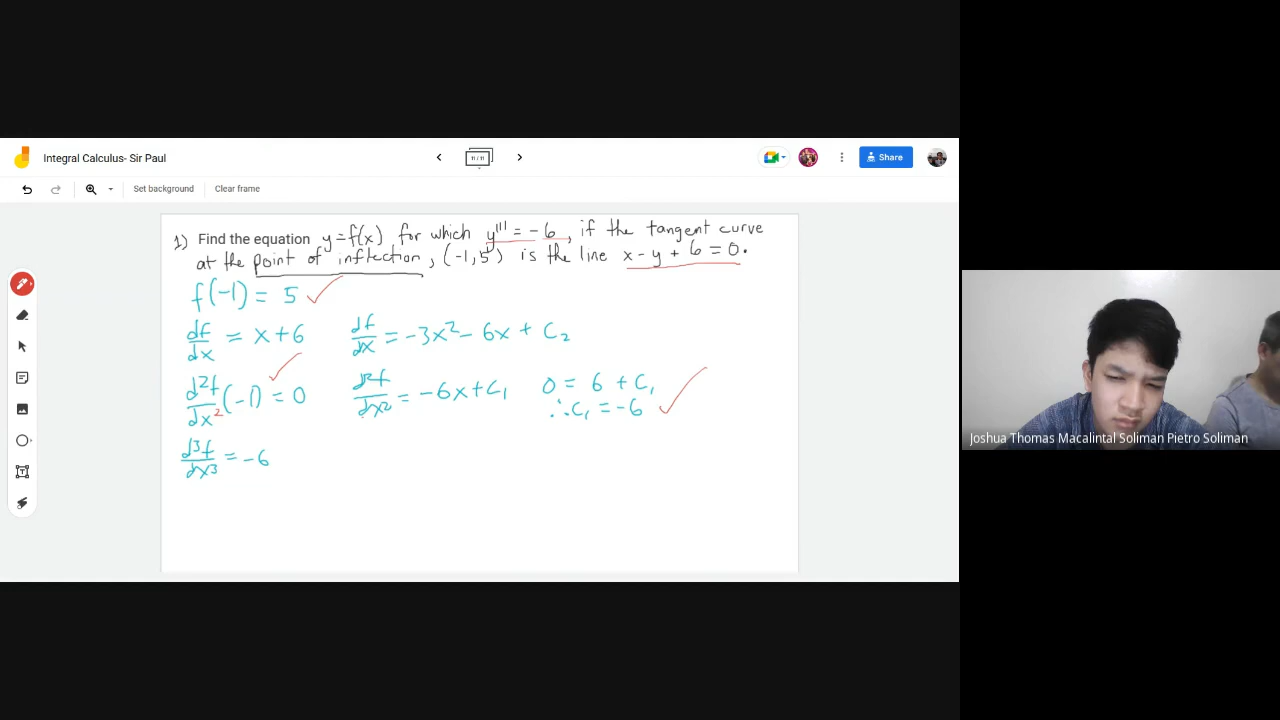 Integral Calculus- Sir Paul
11 / 11
Share
Set background
Clear frame
1) Find the equation y=f(x) for which y''' = -6, if the tangent curve
at the point of inflection, (-1,5) is the line x-y+6=0.
f(-1) = 5 ✓
df/dx = x+6
df/dx = -3x² - 6x + C₂
d²f/dx² (-1) = 0 ✓
d²f/dx² = -6x+C₁
0 = 6 + C₁
∴C₁ = -6 ✓
d³f/dx³ = -6
Joshua Thomas Macalintal Soliman Pietro Soliman